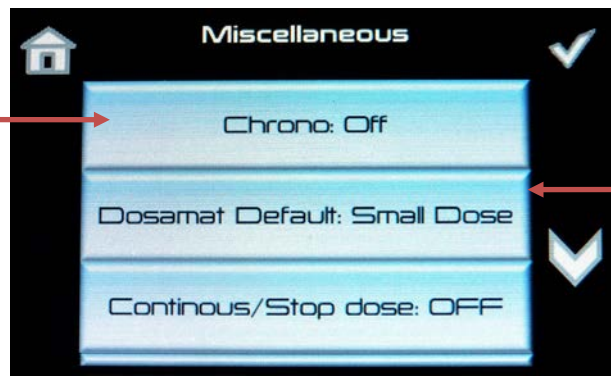 Miscellaneous
Chrono: Off
Dosamat Default: Small Dose
Continous/Stop dose: OFF